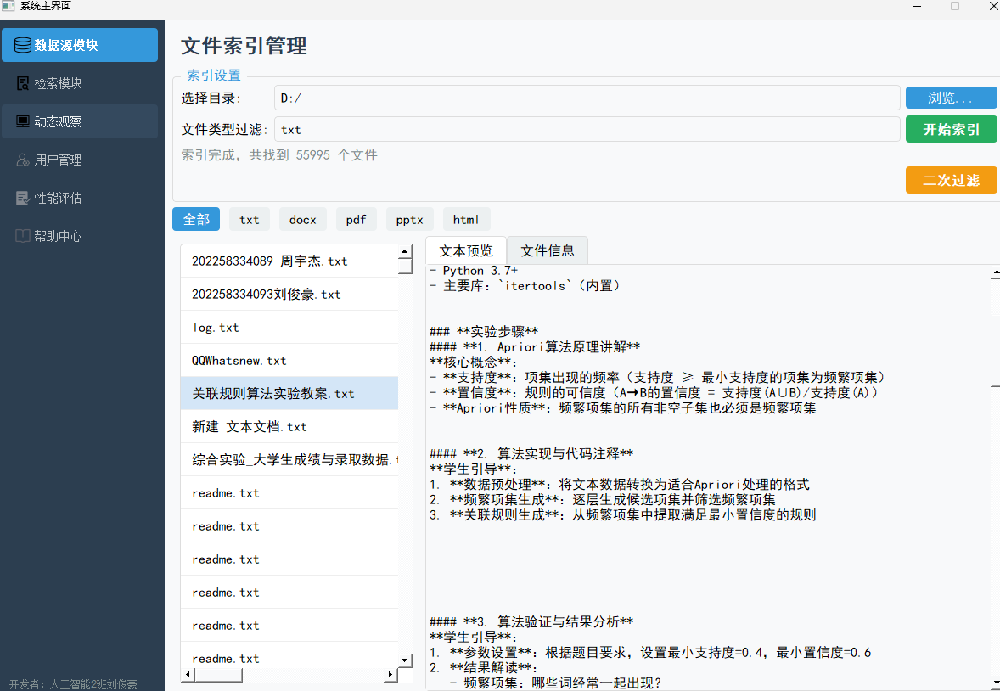 系统主界面
数据源模块
检索模块
动态观察
用户管理
性能评估
帮助中心
开发者：人工智能2班刘俊豪
文件索引管理
索引设置
选择目录:
D:/
浏览...
文件类型过滤:
txt
开始索引
索引完成，共找到 55995 个文件
二次过滤
全部 txt docx pdf pptx html
202258334089 周宇杰.txt
202258334093刘俊豪.txt
log.txt
QQWhatsnew.txt
关联规则算法实验教案.txt
新建 文本文档.txt
综合实验_大学生成绩与录取数据.
readme.txt
readme.txt
readme.txt
readme.txt
readme.txt
readme.txt
文本预览 文件信息
- Python 3.7+
- 主要库：`itertools`（内置）
### **实验步骤**
#### **1. Apriori算法原理讲解**
**核心概念**：
- **支持度**：项集出现的频率（支持度 ≥ 最小支持度的项集为频繁项集）
- **置信度**：规则的可信度（A→B的置信度 = 支持度(A∪B)/支持度(A)）
- **Apriori性质**：频繁项集的所有非空子集也必须是频繁项集
#### **2. 算法实现与代码注释**
**学生引导**：
1. **数据预处理**：将文本数据转换为适合Apriori处理的格式
2. **频繁项集生成**：逐层生成候选项集并筛选频繁项集
3. **关联规则生成**：从频繁项集中提取满足最小置信度的规则
#### **3. 算法验证与结果分析**
**学生引导**：
1. **参数设置**：根据题目要求，设置最小支持度=0.4，最小置信度=0.6
2. **结果解读**：
- 频繁项集：哪些词经常一起出现？